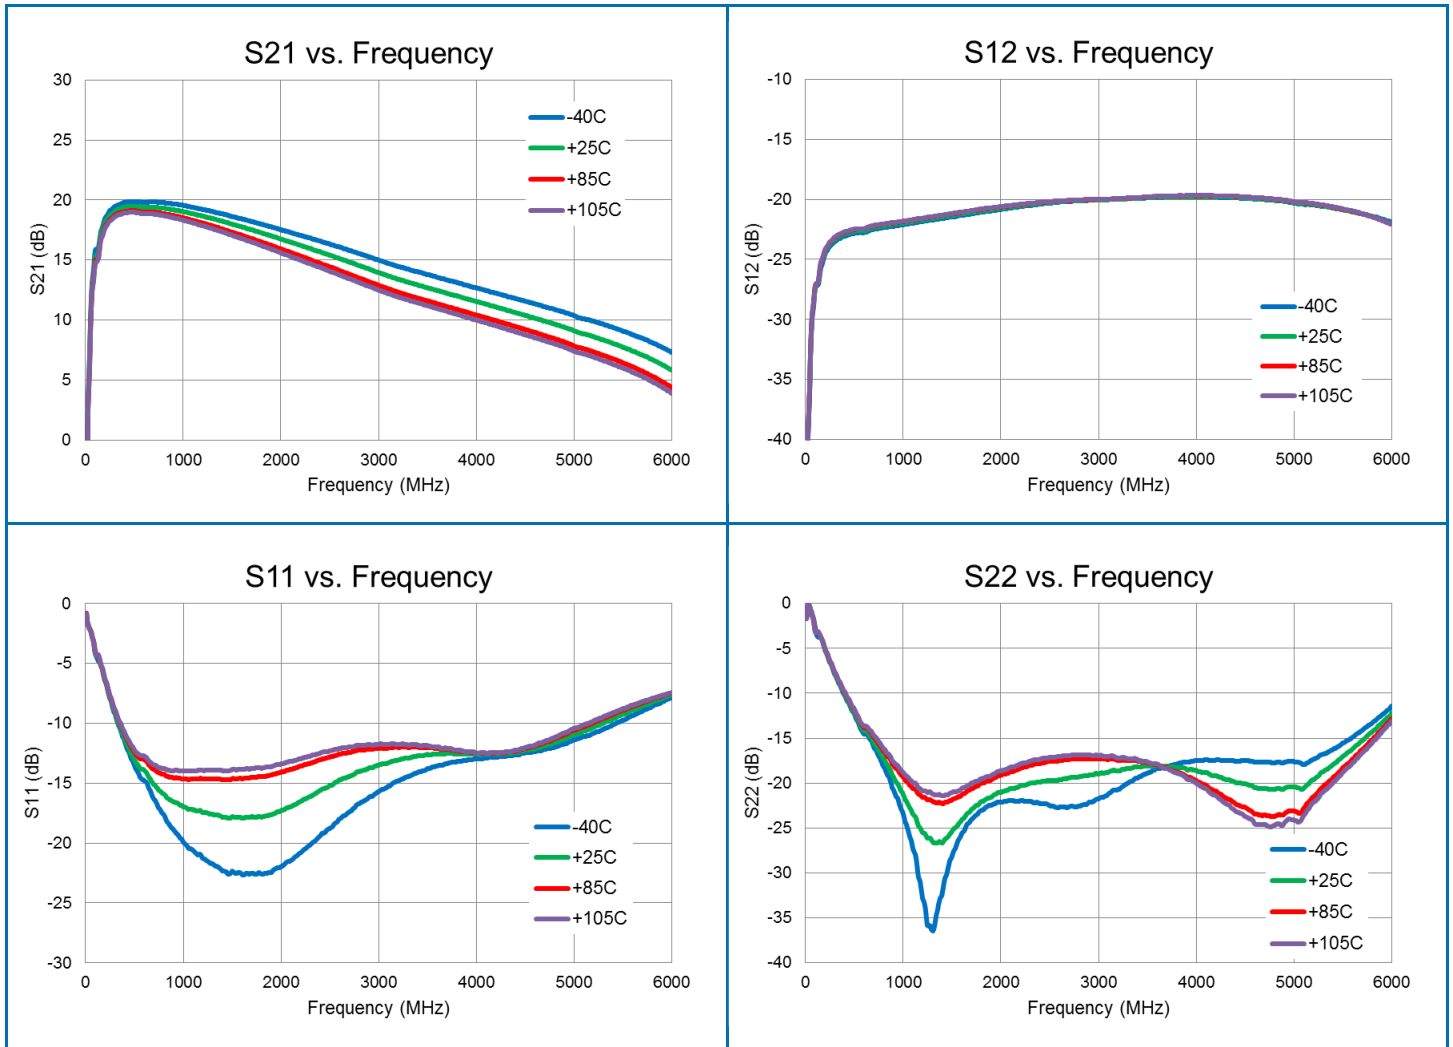 S21 vs. Frequency
30
25
20
15
10
5
0
S21 (dB)
-40C
+25C
+85C
+105C
0 1000 2000 3000 4000 5000 6000
Frequency (MHz)
S12 vs. Frequency
-10
-15
-20
-25
-30
-35
-40
S12 (dB)
-40C
+25C
+85C
+105C
0 1000 2000 3000 4000 5000 6000
Frequency (MHz)
S11 vs. Frequency
0
-5
-10
-15
-20
-25
-30
S11 (dB)
-40C
+25C
+85C
+105C
0 1000 2000 3000 4000 5000 6000
Frequency (MHz)
S22 vs. Frequency
0
-5
-10
-15
-20
-25
-30
-35
-40
S22 (dB)
-40C
+25C
+85C
+105C
0 1000 2000 3000 4000 5000 6000
Frequency (MHz)